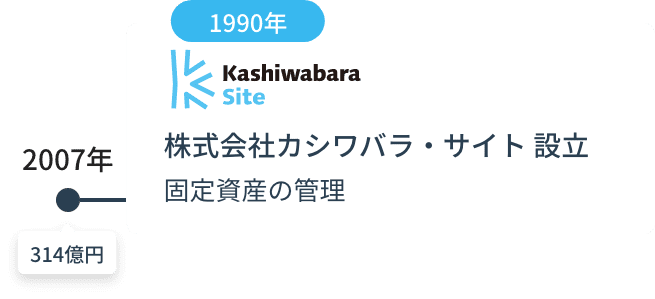 1990年
Kashiwabara
Site
株式会社カシワバラ・サイト 設立
固定資産の管理
2007年
314億円